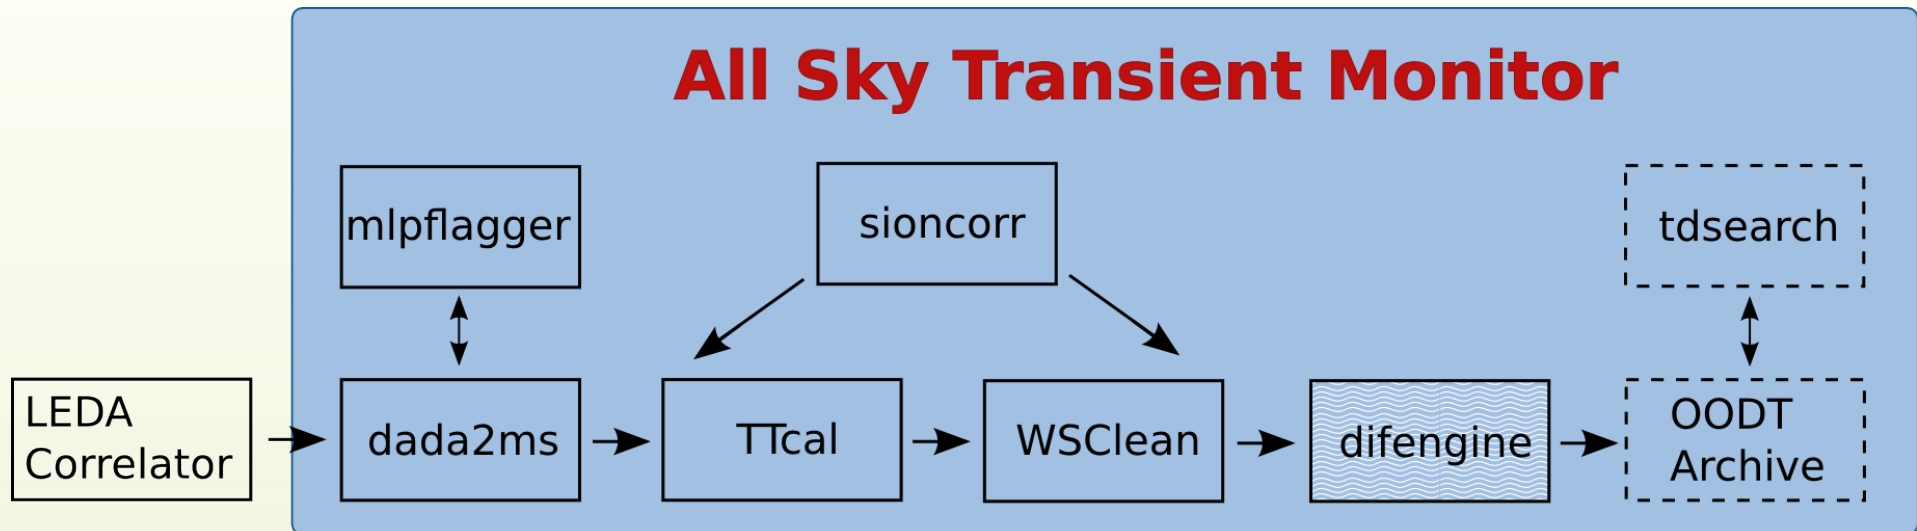 All Sky Transient Monitor
mlpflagger
sioncorr
tdsearch
LEDA
Correlator
dada2ms
TTcal
WSClean
difengine
OODT
Archive